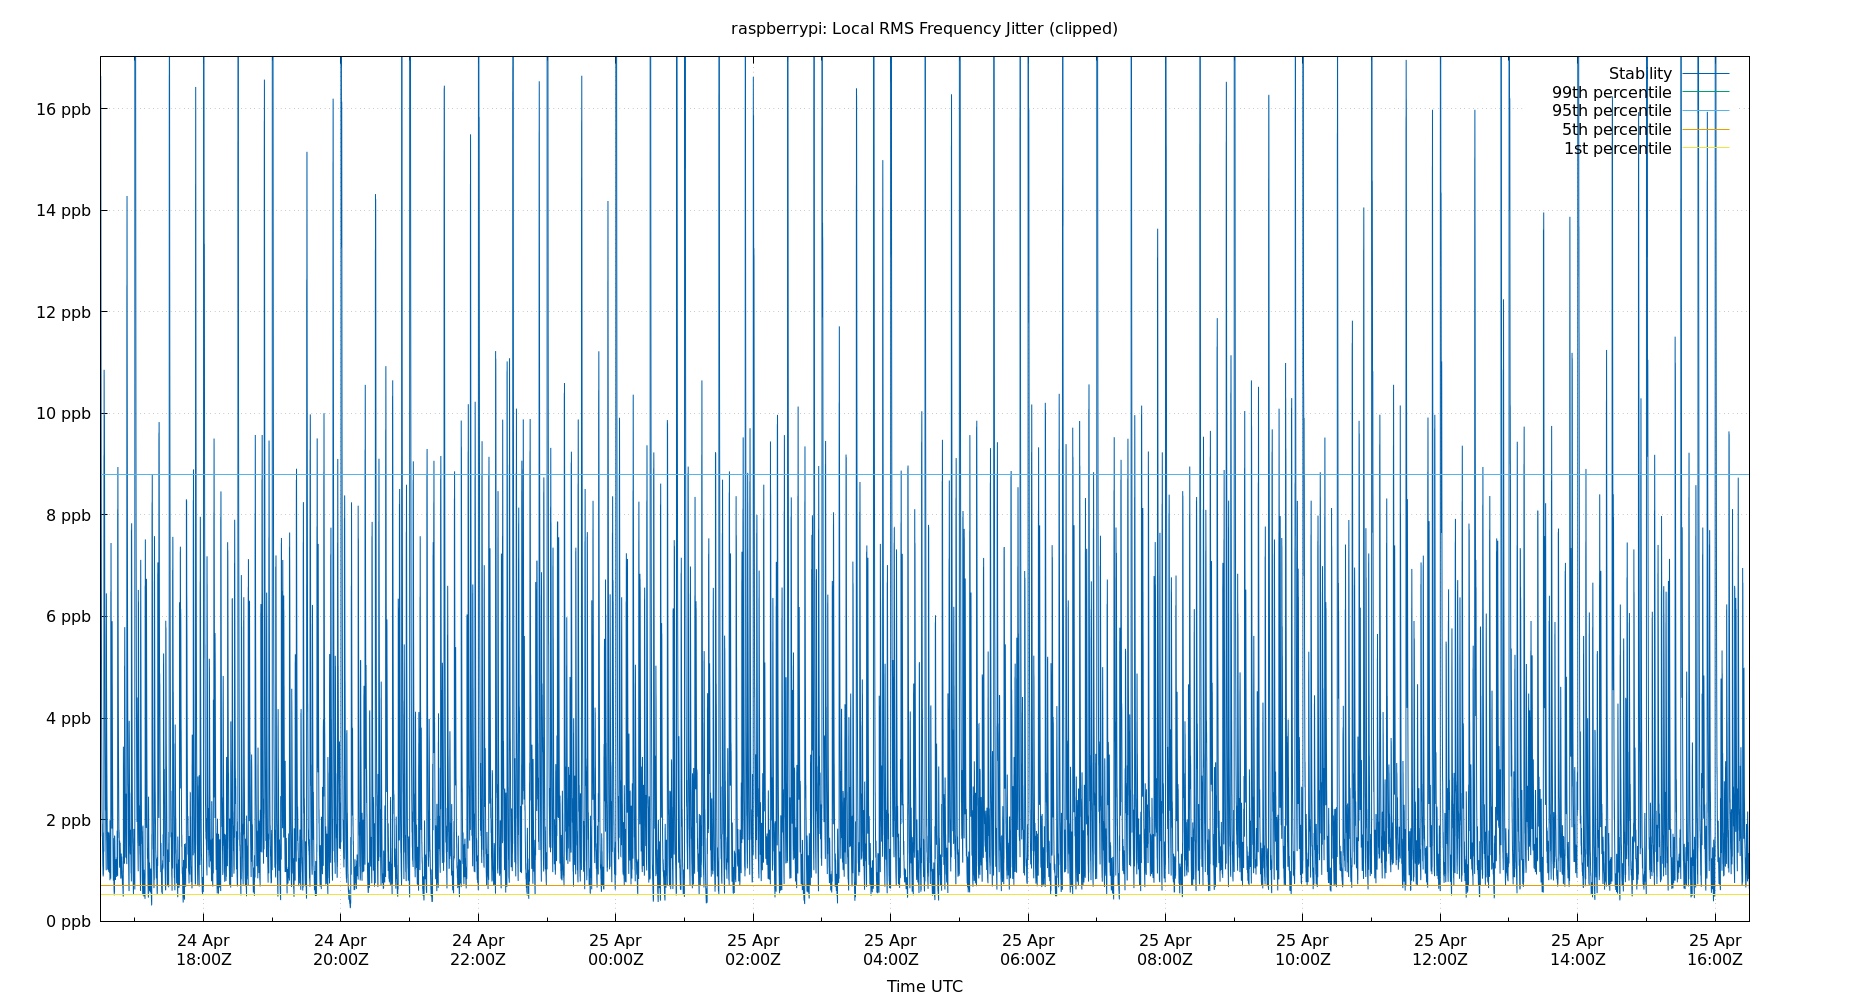 raspberrypi: Local RMS Frequency Jitter (clipped)
Stability
99th percentile
95th percentile
5th percentile
1st percentile
16 ppb
14 ppb
12 ppb
10 ppb
8 ppb
6 ppb
4 ppb
2 ppb
0 ppb
24 Apr 24 Apr 24 Apr 25 Apr 25 Apr 25 Apr 25 Apr 25 Apr 25 Apr 25 Apr 25 Apr 25 Apr
18:00Z 20:00Z 22:00Z 00:00Z 02:00Z 04:00Z 06:00Z 08:00Z 10:00Z 12:00Z 14:00Z 16:00Z
Time UTC